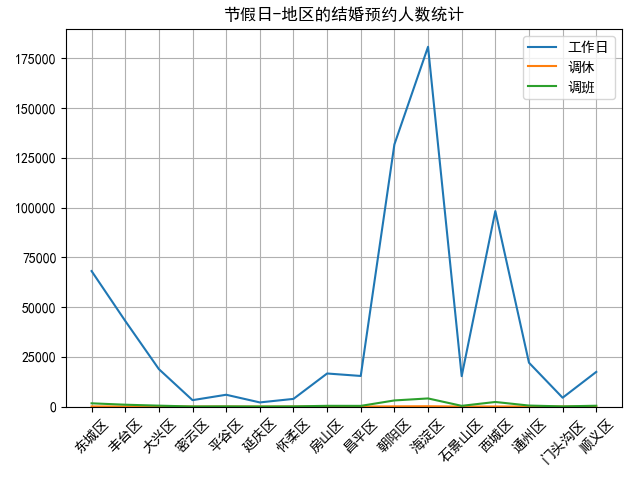 节假日-地区的结婚预约人数统计
工作日
调休
调班
175000
150000
125000
100000
75000
50000
25000
0
东城区
丰台区
大兴区
密云区
平谷区
延庆区
怀柔区
房山区
昌平区
朝阳区
海淀区
石景山区
西城区
通州区
门头沟区
顺义区